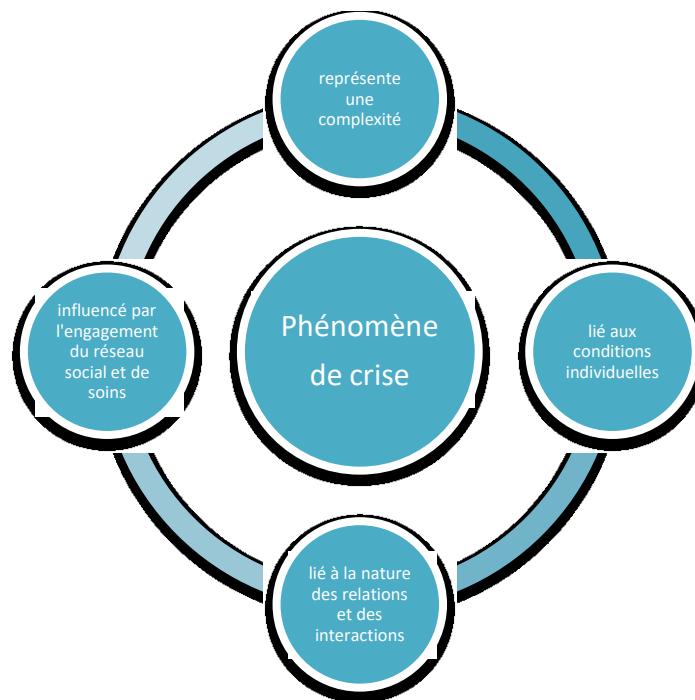 représente
une
complexité
influencé par
l'engagement
du réseau
social et de
soins
Phénomène
de crise
lié aux
conditions
individuelles
lié à la nature
des relations
et des
interactions